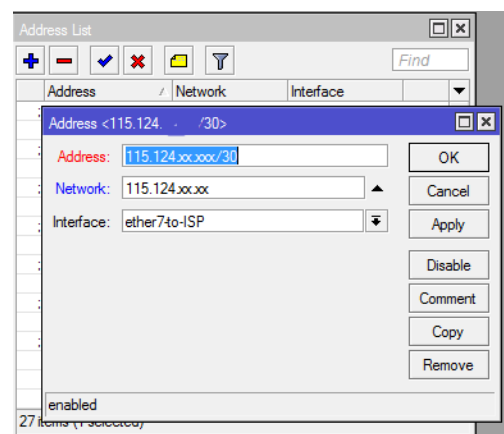 Address List
Find
Address / Network Interface
Address <115.124. . /30>
Address: 115.124.xx.xxx/30 OK
Network: 115.124.xx.xx Cancel
Interface: ether7-to-ISP Apply
Disable
Comment
Copy
Remove
enabled
27 items (1 selected)